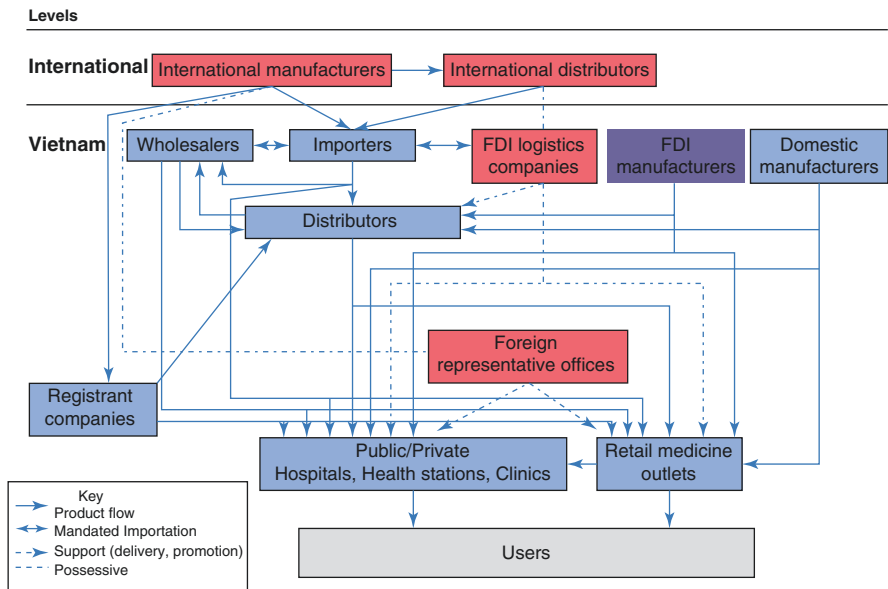 Levels
International
International manufacturers
International distributors
Vietnam
Wholesalers
Importers
FDI logistics
companies
FDI
manufacturers
Domestic
manufacturers
Distributors
Foreign
representative offices
Registrant
companies
Public/Private
Hospitals, Health stations, Clinics
Retail medicine
outlets
Key
Product flow
Mandated Importation
Support (delivery, promotion)
Possessive
Users